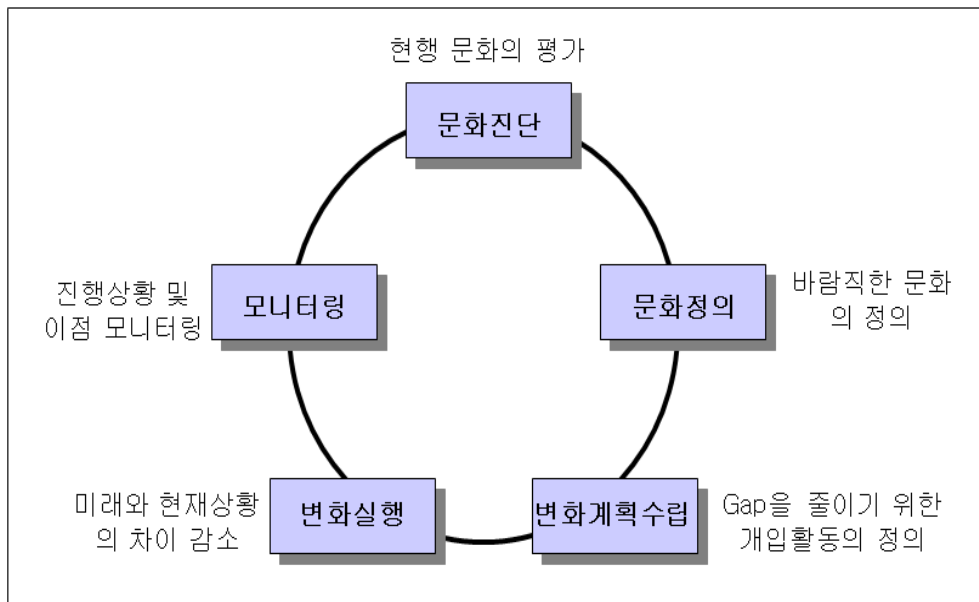 현행 문화의 평가
문화진단
진행상황 및
이점 모니터링
모니터링
문화정의
바람직한 문화
의 정의
미래와 현재상황
의 차이 감소
변화실행
변화계획수립
Gap을 줄이기 위한
개입활동의 정의